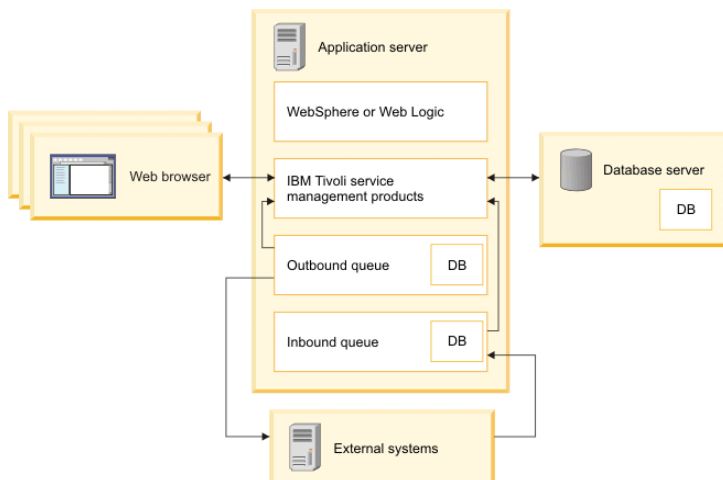 Application server
WebSphere or Web Logic
Web browser
IBM Tivoli service
management products
Database server
DB
Outbound queue
DB
Inbound queue
DB
External systems